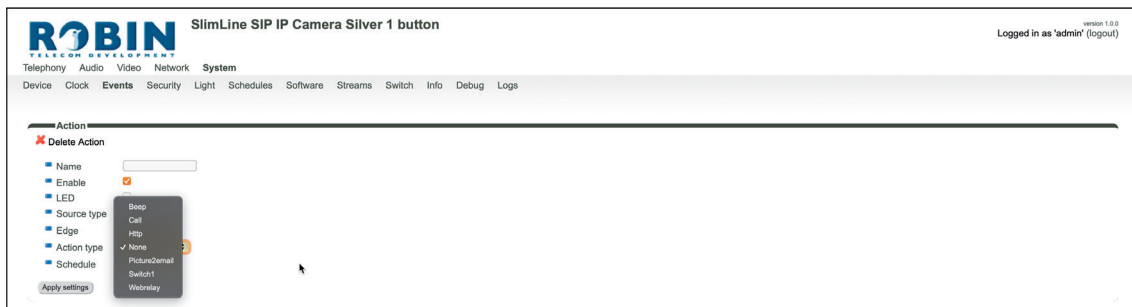 ROBIN
TELECOM DEVELOPMENT
SlimLine SIP IP Camera Silver 1 button
version 1.0.0
Logged in as 'admin' (logout)
Telephony Audio Video Network System
Device Clock Events Security Light Schedules Software Streams Switch Info Debug Logs
Action
Delete Action
Name
Enable
LED
Source type
Edge
Action type
Schedule
Beep
Call
Http
✓ None
Picture2email
Switch1
Webrelay
Apply settings